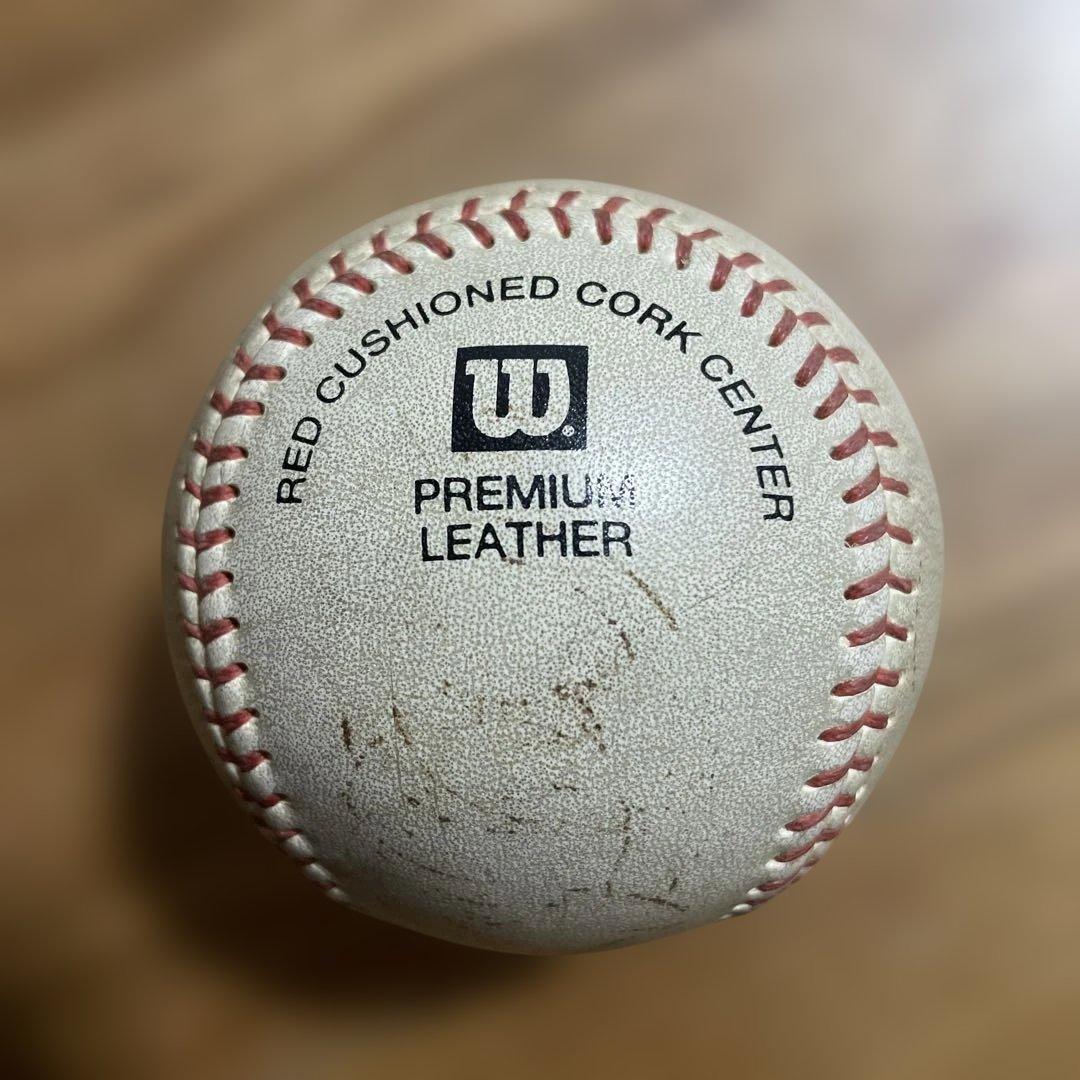 RED CUSHIONED CORK CENTER
W
PREMIUM
LEATHER